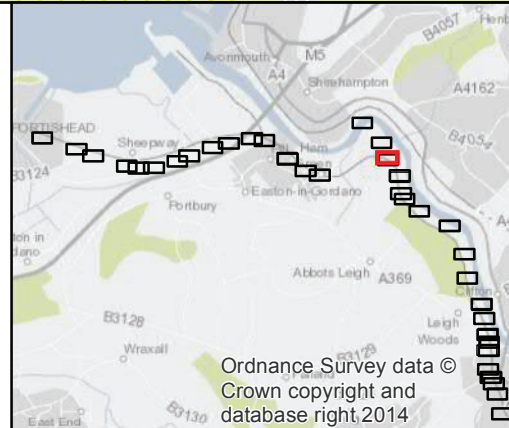 B4057
Henb
Avonmouth
M5
A4
Shirehampton
A4162
PORTISHEAD
Sheepway
Ham
Green
B4054
B3124
Portbury
Easton-in-Gordano
ton in
dano
Abbots Leigh
A369
Clifton
B3128
Leigh
Woods
Wraxall
B3129
Ordnance Survey data ©
Crown copyright and
database right 2014
East End
B3130